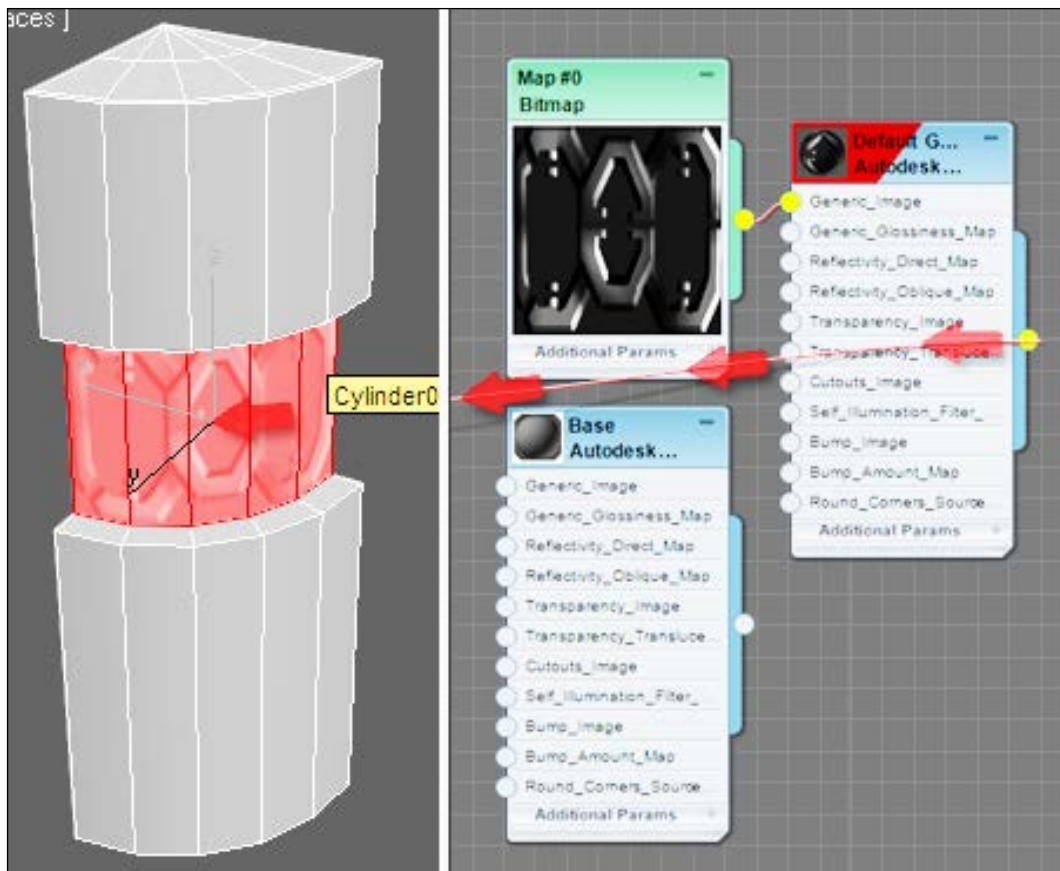 aces ]
Cylinder0
y
Map #0
Bitmap
Additional Params
Default G...
Autodesk...
Generic_Image
Generic_Glossiness_Map
Reflectivity_Direct_Map
Reflectivity_Oblique_Map
Transparency_Image
Transparency_Transluce...
Cutouts_Image
Self_Illumination_Filter_
Bump_Image
Bump_Amount_Map
Round_Corners_Source
Additional Params
Base
Autodesk...
Generic_Image
Generic_Glossiness_Map
Reflectivity_Direct_Map
Reflectivity_Oblique_Map
Transparency_Image
Transparency_Transluce...
Cutouts_Image
Self_Illumination_Filter_
Bump_Image
Bump_Amount_Map
Round_Corners_Source
Additional Params